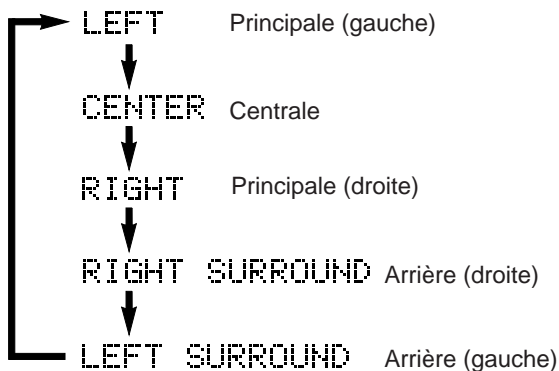 LEFT Principale (gauche)
CENTER Centrale
RIGHT Principale (droite)
RIGHT SURROUND Arrière (droite)
LEFT SURROUND Arrière (gauche)